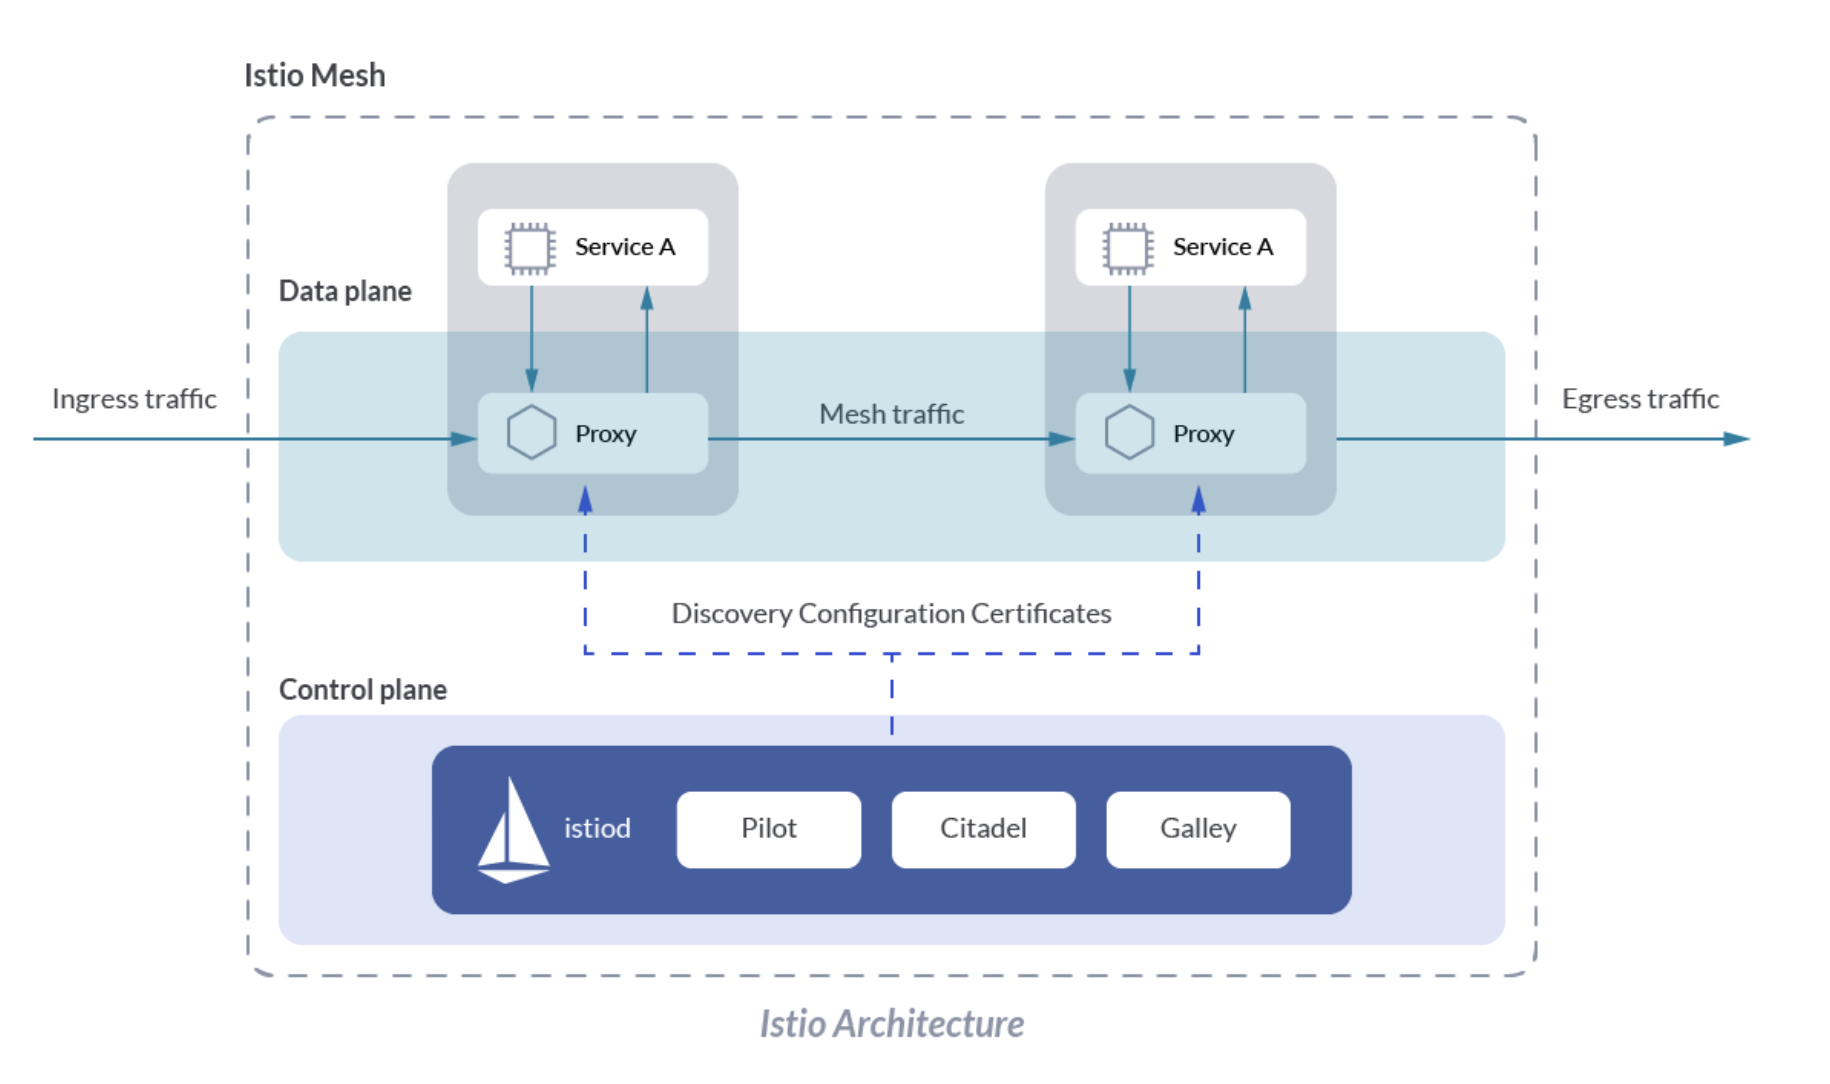 Istio Mesh
Service A
Service A
Data plane
Ingress traffic
Egress traffic
Mesh traffic
Proxy
Proxy
Discovery Configuration Certificates
Control plane
istiod
Pilot
Citadel
Galley
Istio Architecture